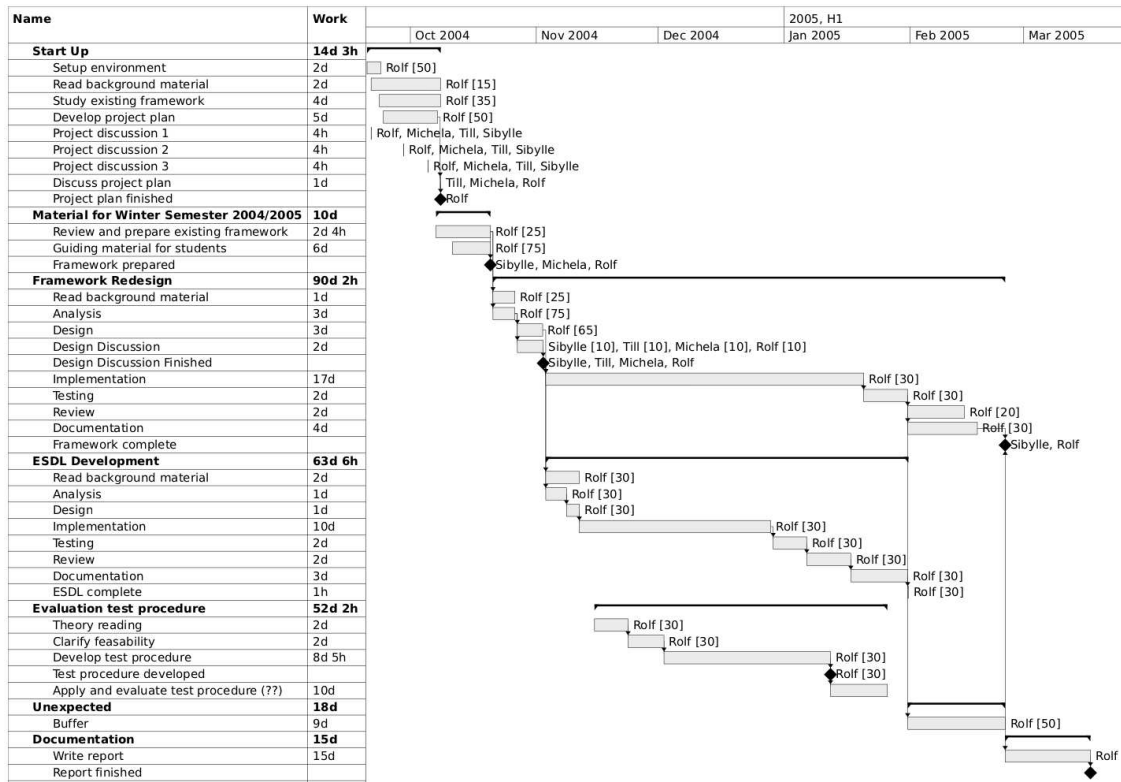 Name Work 2005, H1
Oct 2004 Nov 2004 Dec 2004 Jan 2005 Feb 2005 Mar 2005
Start Up 14d 3h
Setup environment 2d Rolf [50]
Read background material 2d Rolf [15]
Study existing framework 4d Rolf [35]
Develop project plan 5d Rolf [50]
Project discussion 1 4h Rolf, Michela, Till, Sibylle
Project discussion 2 4h Rolf, Michela, Till, Sibylle
Project discussion 3 4h Rolf, Michela, Till, Sibylle
Discuss project plan 1d Till, Michela, Rolf
Project plan finished Rolf
Material for Winter Semester 2004/2005 10d
Review and prepare existing framework 2d 4h Rolf [25]
Guiding material for students 6d Rolf [75]
Framework prepared Sibylle, Michela, Rolf
Framework Redesign 90d 2h
Read background material 1d Rolf [25]
Analysis 3d Rolf [75]
Design 3d Rolf [65]
Design Discussion 2d Sibylle [10], Till [10], Michela [10], Rolf [10]
Design Discussion Finished Sibylle, Till, Michela, Rolf
Implementation 17d Rolf [30]
Testing 2d Rolf [30]
Review 2d Rolf [20]
Documentation 4d Rolf [30]
Framework complete Sibylle, Rolf
ESDL Development 63d 6h
Read background material 2d Rolf [30]
Analysis 1d Rolf [30]
Design 1d Rolf [30]
Implementation 10d Rolf [30]
Testing 2d Rolf [30]
Review 2d Rolf [30]
Documentation 3d Rolf [30]
ESDL complete 1h Rolf [30]
Evaluation test procedure 52d 2h
Theory reading 2d Rolf [30]
Clarify feasability 2d Rolf [30]
Develop test procedure 8d 5h Rolf [30]
Test procedure developed Rolf [30]
Apply and evaluate test procedure (??) 10d
Unexpected 18d
Buffer 9d Rolf [50]
Documentation 15d
Write report 15d Rolf
Report finished